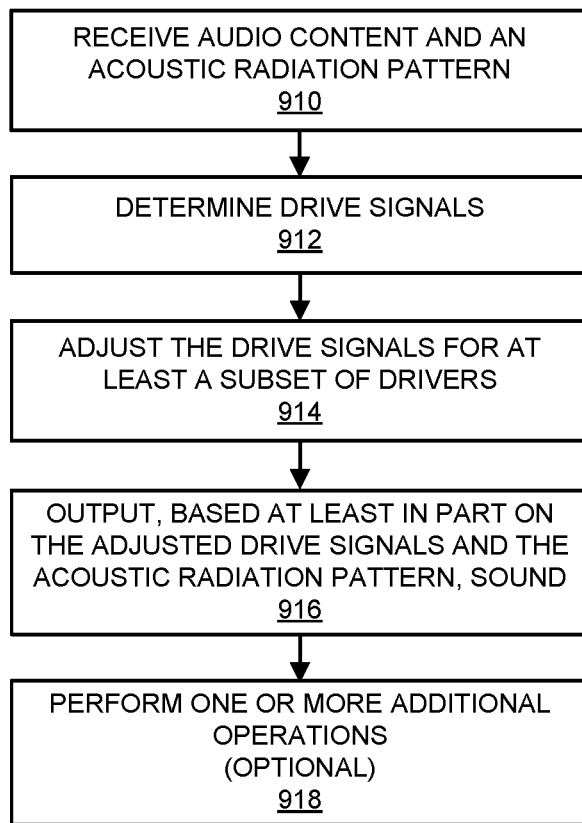 RECEIVE AUDIO CONTENT AND AN
ACOUSTIC RADIATION PATTERN
910
DETERMINE DRIVE SIGNALS
912
ADJUST THE DRIVE SIGNALS FOR AT
LEAST A SUBSET OF DRIVERS
914
OUTPUT, BASED AT LEAST IN PART ON
THE ADJUSTED DRIVE SIGNALS AND THE
ACOUSTIC RADIATION PATTERN, SOUND
916
PERFORM ONE OR MORE ADDITIONAL
OPERATIONS
(OPTIONAL)
918